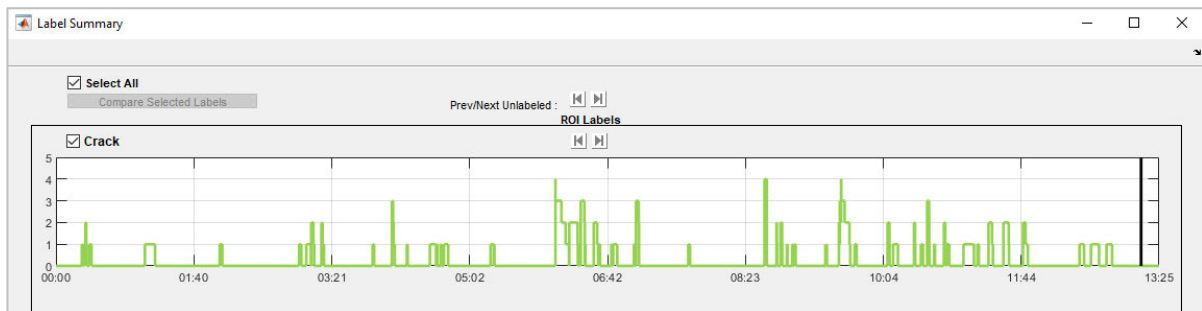 Label Summary
Select All
Compare Selected Labels
Prev/Next Unlabeled :
ROI Labels
Crack
5
4
3
2
1
0
00:00 01:40 03:21 05:02 06:42 08:23 10:04 11:44 13:25